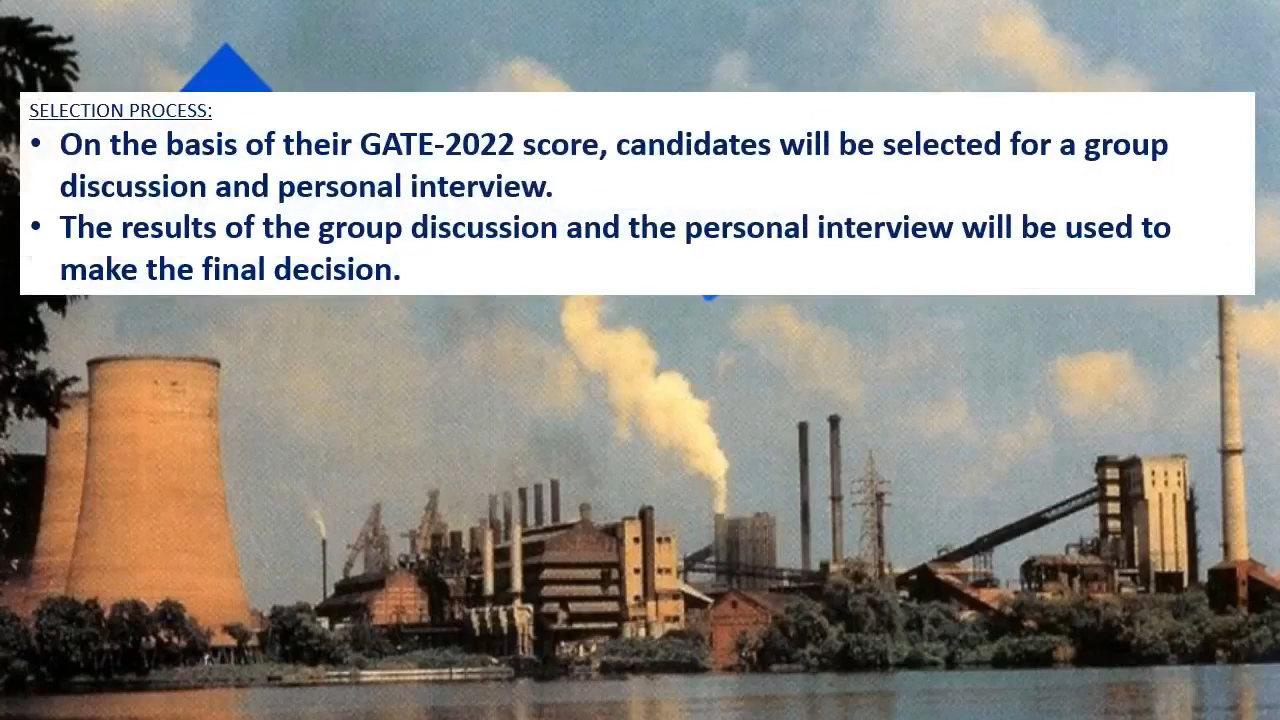 SELECTION PROCESS:
• On the basis of their GATE-2022 score, candidates will be selected for a group
discussion and personal interview.
• The results of the group discussion and the personal interview will be used to
make the final decision.